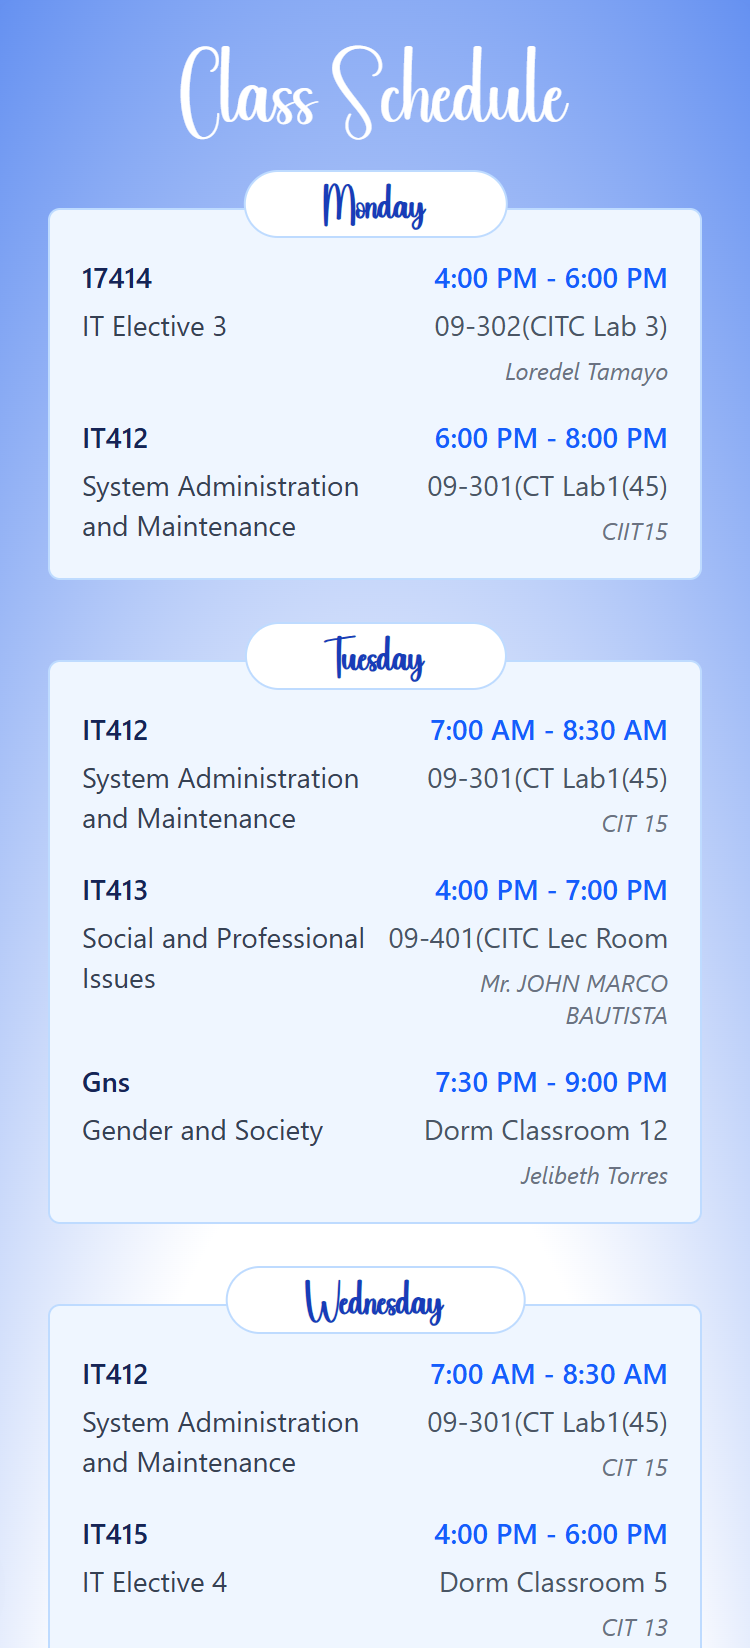 Class Schedule
Monday
17414 4:00 PM - 6:00 PM
IT Elective 3 09-302(CITC Lab 3)
Loredel Tamayo
IT412 6:00 PM - 8:00 PM
System Administration 09-301(CT Lab1(45)
and Maintenance CIIT15
Tuesday
IT412 7:00 AM - 8:30 AM
System Administration 09-301(CT Lab1(45)
and Maintenance CIT 15
IT413 4:00 PM - 7:00 PM
Social and Professional 09-401(CITC Lec Room
Issues Mr. JOHN MARCO
BAUTISTA
Gns 7:30 PM - 9:00 PM
Gender and Society Dorm Classroom 12
Jelibeth Torres
Wednesday
IT412 7:00 AM - 8:30 AM
System Administration 09-301(CT Lab1(45)
and Maintenance CIT 15
IT415 4:00 PM - 6:00 PM
IT Elective 4 Dorm Classroom 5
CIT 13